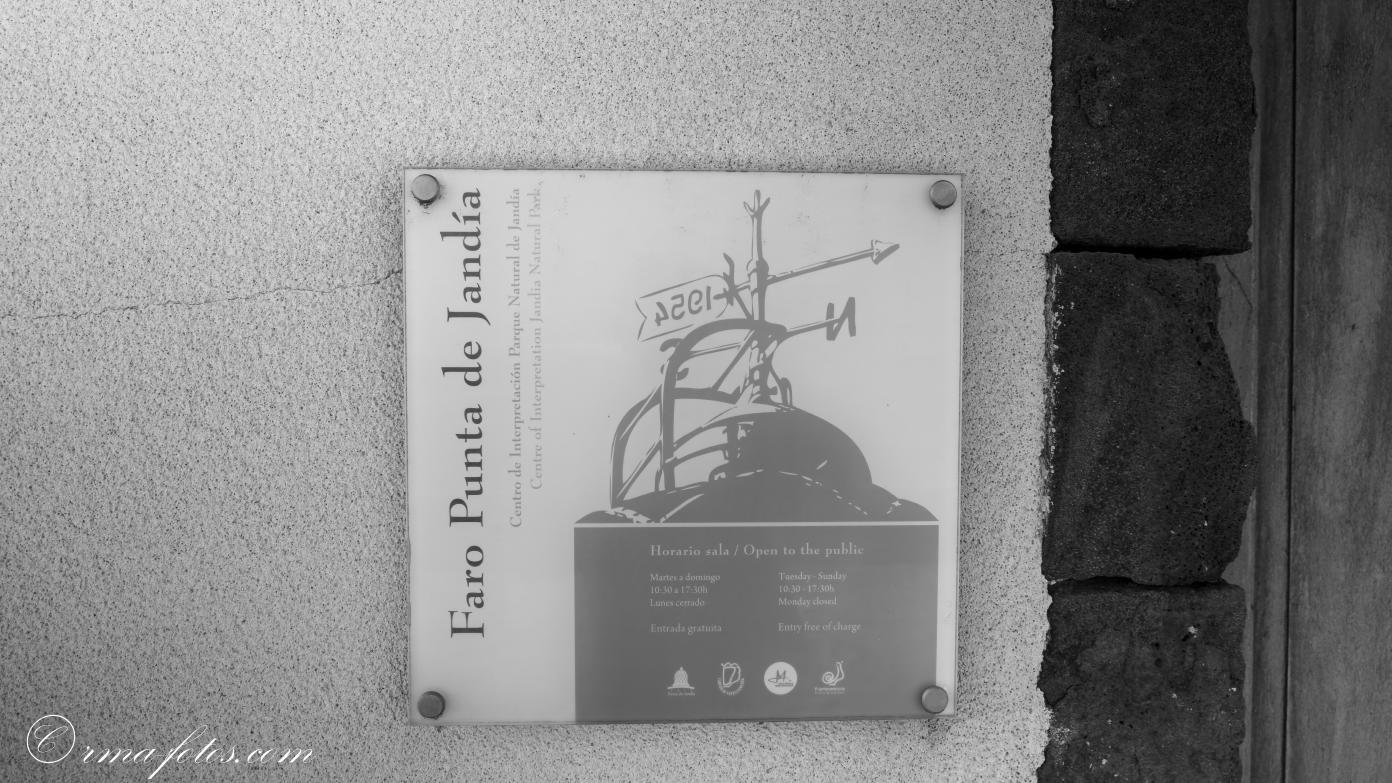 Faro Punta de Jandía
Centro de Interpretación Parque Natural de Jandía
Centre of Interpretation Jandía Natural Park
1954
N
Horario sala / Open to the public
Martes a domingo
10:30 a 17:30h
Lunes cerrado
Entrada gratuita
Tuesday - Sunday
10:30 - 17:30h
Monday closed
Entry free of charge
©rmafotos.com